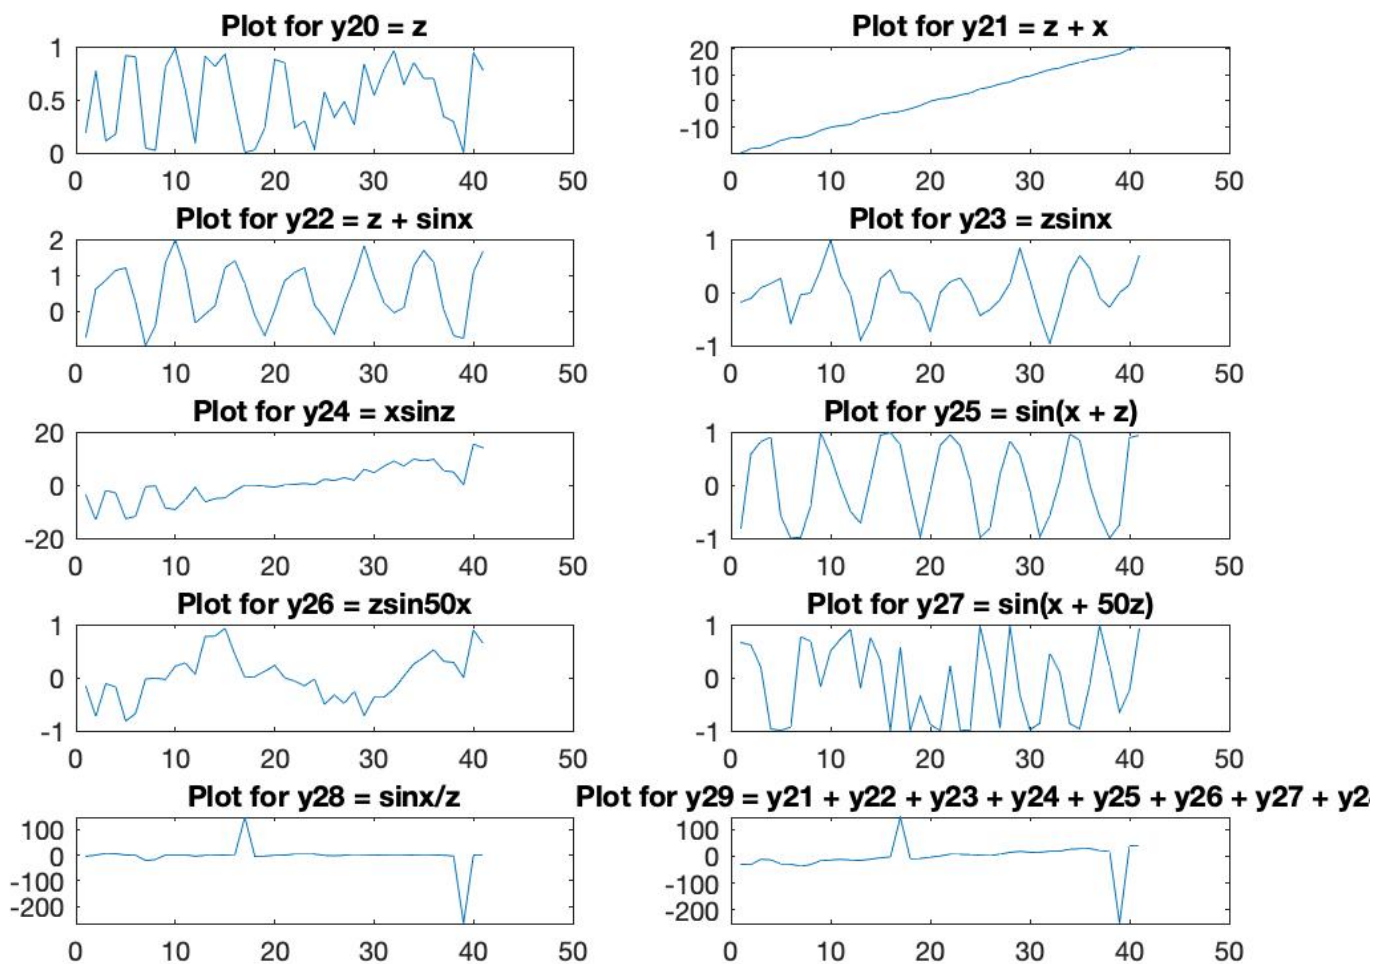 Plot for y20 = z
1
0.5
0
0 10 20 30 40 50
Plot for y21 = z + x
20
10
0
-10
0 10 20 30 40 50
Plot for y22 = z + sinx
2
1
0
0 10 20 30 40 50
Plot for y23 = zsinx
1
0
-1
0 10 20 30 40 50
Plot for y24 = xsinz
20
0
-20
0 10 20 30 40 50
Plot for y25 = sin(x + z)
1
0
-1
0 10 20 30 40 50
Plot for y26 = zsin50x
1
0
-1
0 10 20 30 40 50
Plot for y27 = sin(x + 50z)
1
0
-1
0 10 20 30 40 50
Plot for y28 = sinx/z
100
0
-100
-200
0 10 20 30 40 50
Plot for y29 = y21 + y22 + y23 + y24 + y25 + y26 + y27 + y2
100
0
-100
-200
0 10 20 30 40 50